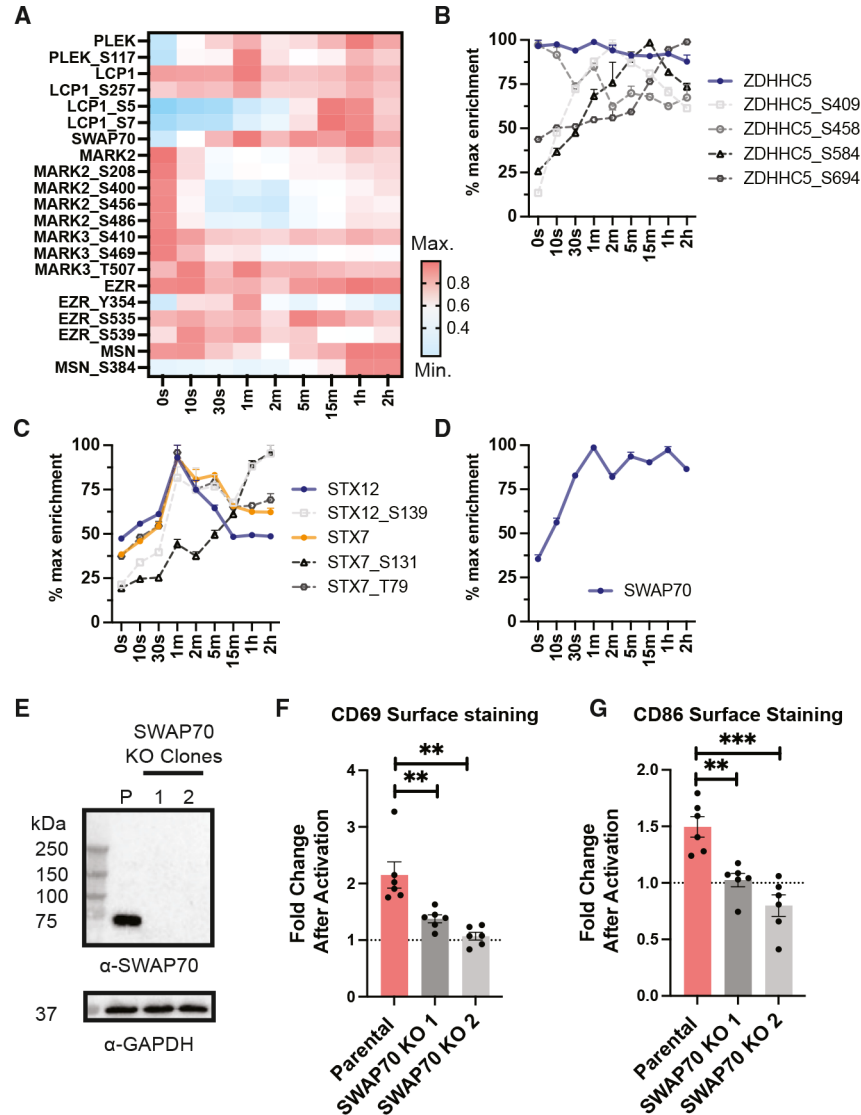 A
PLEK
PLEK_S117
LCP1
LCP1_S257
LCP1_S5
LCP1_S7
SWAP70
MARK2
MARK2_S208
MARK2_S400
MARK2_S456
MARK2_S486
MARK3_S410
MARK3_S469
MARK3_T507
EZR
EZR_Y354
EZR_S535
EZR_S539
MSN
MSN_S384
0s
10s
30s
1m
2m
5m
15m
1h
2h
Max.
0.8
0.6
0.4
Min.
B
% max enrichment
100
75
50
25
0
0s
10s
30s
1m
2m
5m
15m
1h
2h
ZDHHC5
ZDHHC5_S409
ZDHHC5_S458
ZDHHC5_S584
ZDHHC5_S694
C
% max enrichment
100
75
50
25
0
0s
10s
30s
1m
2m
5m
15m
1h
2h
STX12
STX12_S139
STX7
STX7_S131
STX7_T79
D
% max enrichment
100
75
50
25
0
0s
10s
30s
1m
2m
5m
15m
1h
2h
SWAP70
E
SWAP70
KO Clones
P 1 2
kDa
250
150
100
75
α-SWAP70
37
α-GAPDH
F
CD69 Surface staining
**
**
Fold Change
After Activation
4
3
2
1
0
Parental
SWAP70 KO 1
SWAP70 KO 2
G
CD86 Surface Staining
***
**
Fold Change
After Activation
2.0
1.5
1.0
0.5
0.0
Parental
SWAP70 KO 1
SWAP70 KO 2